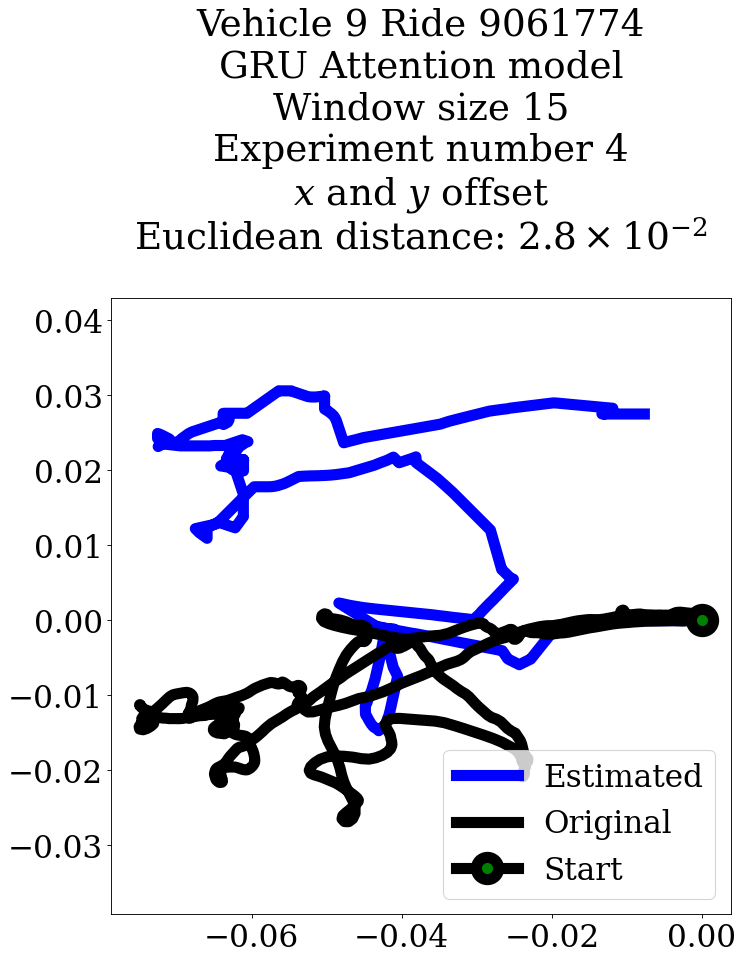 Vehicle 9 Ride 9061774
GRU Attention model
Window size 15
Experiment number 4
x and y offset
Euclidean distance: 2.8 × 10⁻²
0.04
0.03
0.02
0.01
0.00
−0.01
−0.02
−0.03
Estimated
Original
Start
−0.06 −0.04 −0.02 0.00